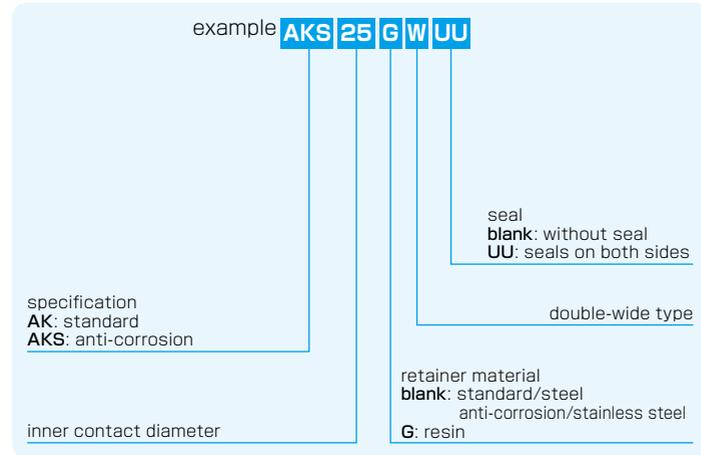 example AKS 25 G W UU
seal
blank: without seal
UU: seals on both sides
double-wide type
specification
AK: standard
AKS: anti-corrosion
retainer material
blank: standard/steel
anti-corrosion/stainless steel
G: resin
inner contact diameter